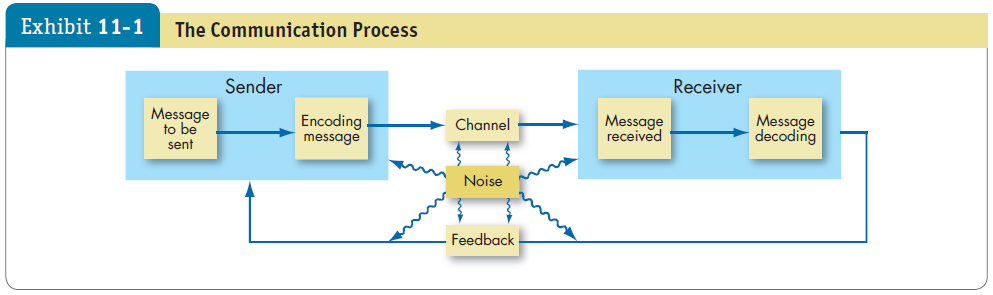 Exhibit 11-1
The Communication Process
Sender
Message
to be
sent
Encoding
message
Channel
Receiver
Message
received
Message
decoding
Noise
Feedback